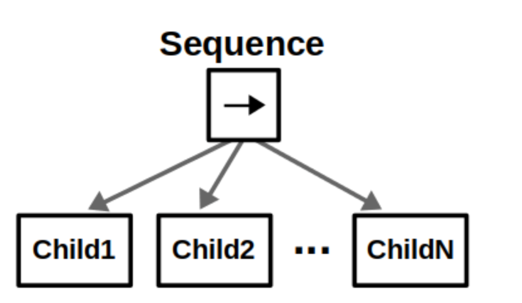 Sequence
→
Child1 Child2 ... ChildN